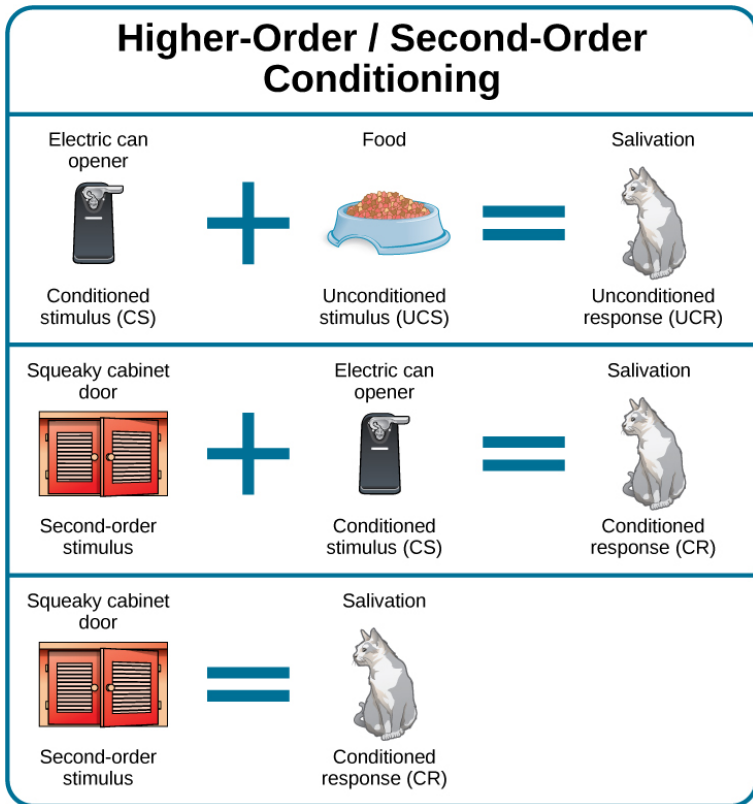 Higher-Order / Second-Order
Conditioning
Electric can
opener
Food
Salivation
Conditioned
stimulus (CS)
Unconditioned
stimulus (UCS)
Unconditioned
response (UCR)
Squeaky cabinet
door
Electric can
opener
Salivation
Second-order
stimulus
Conditioned
stimulus (CS)
Conditioned
response (CR)
Squeaky cabinet
door
Salivation
Second-order
stimulus
Conditioned
response (CR)